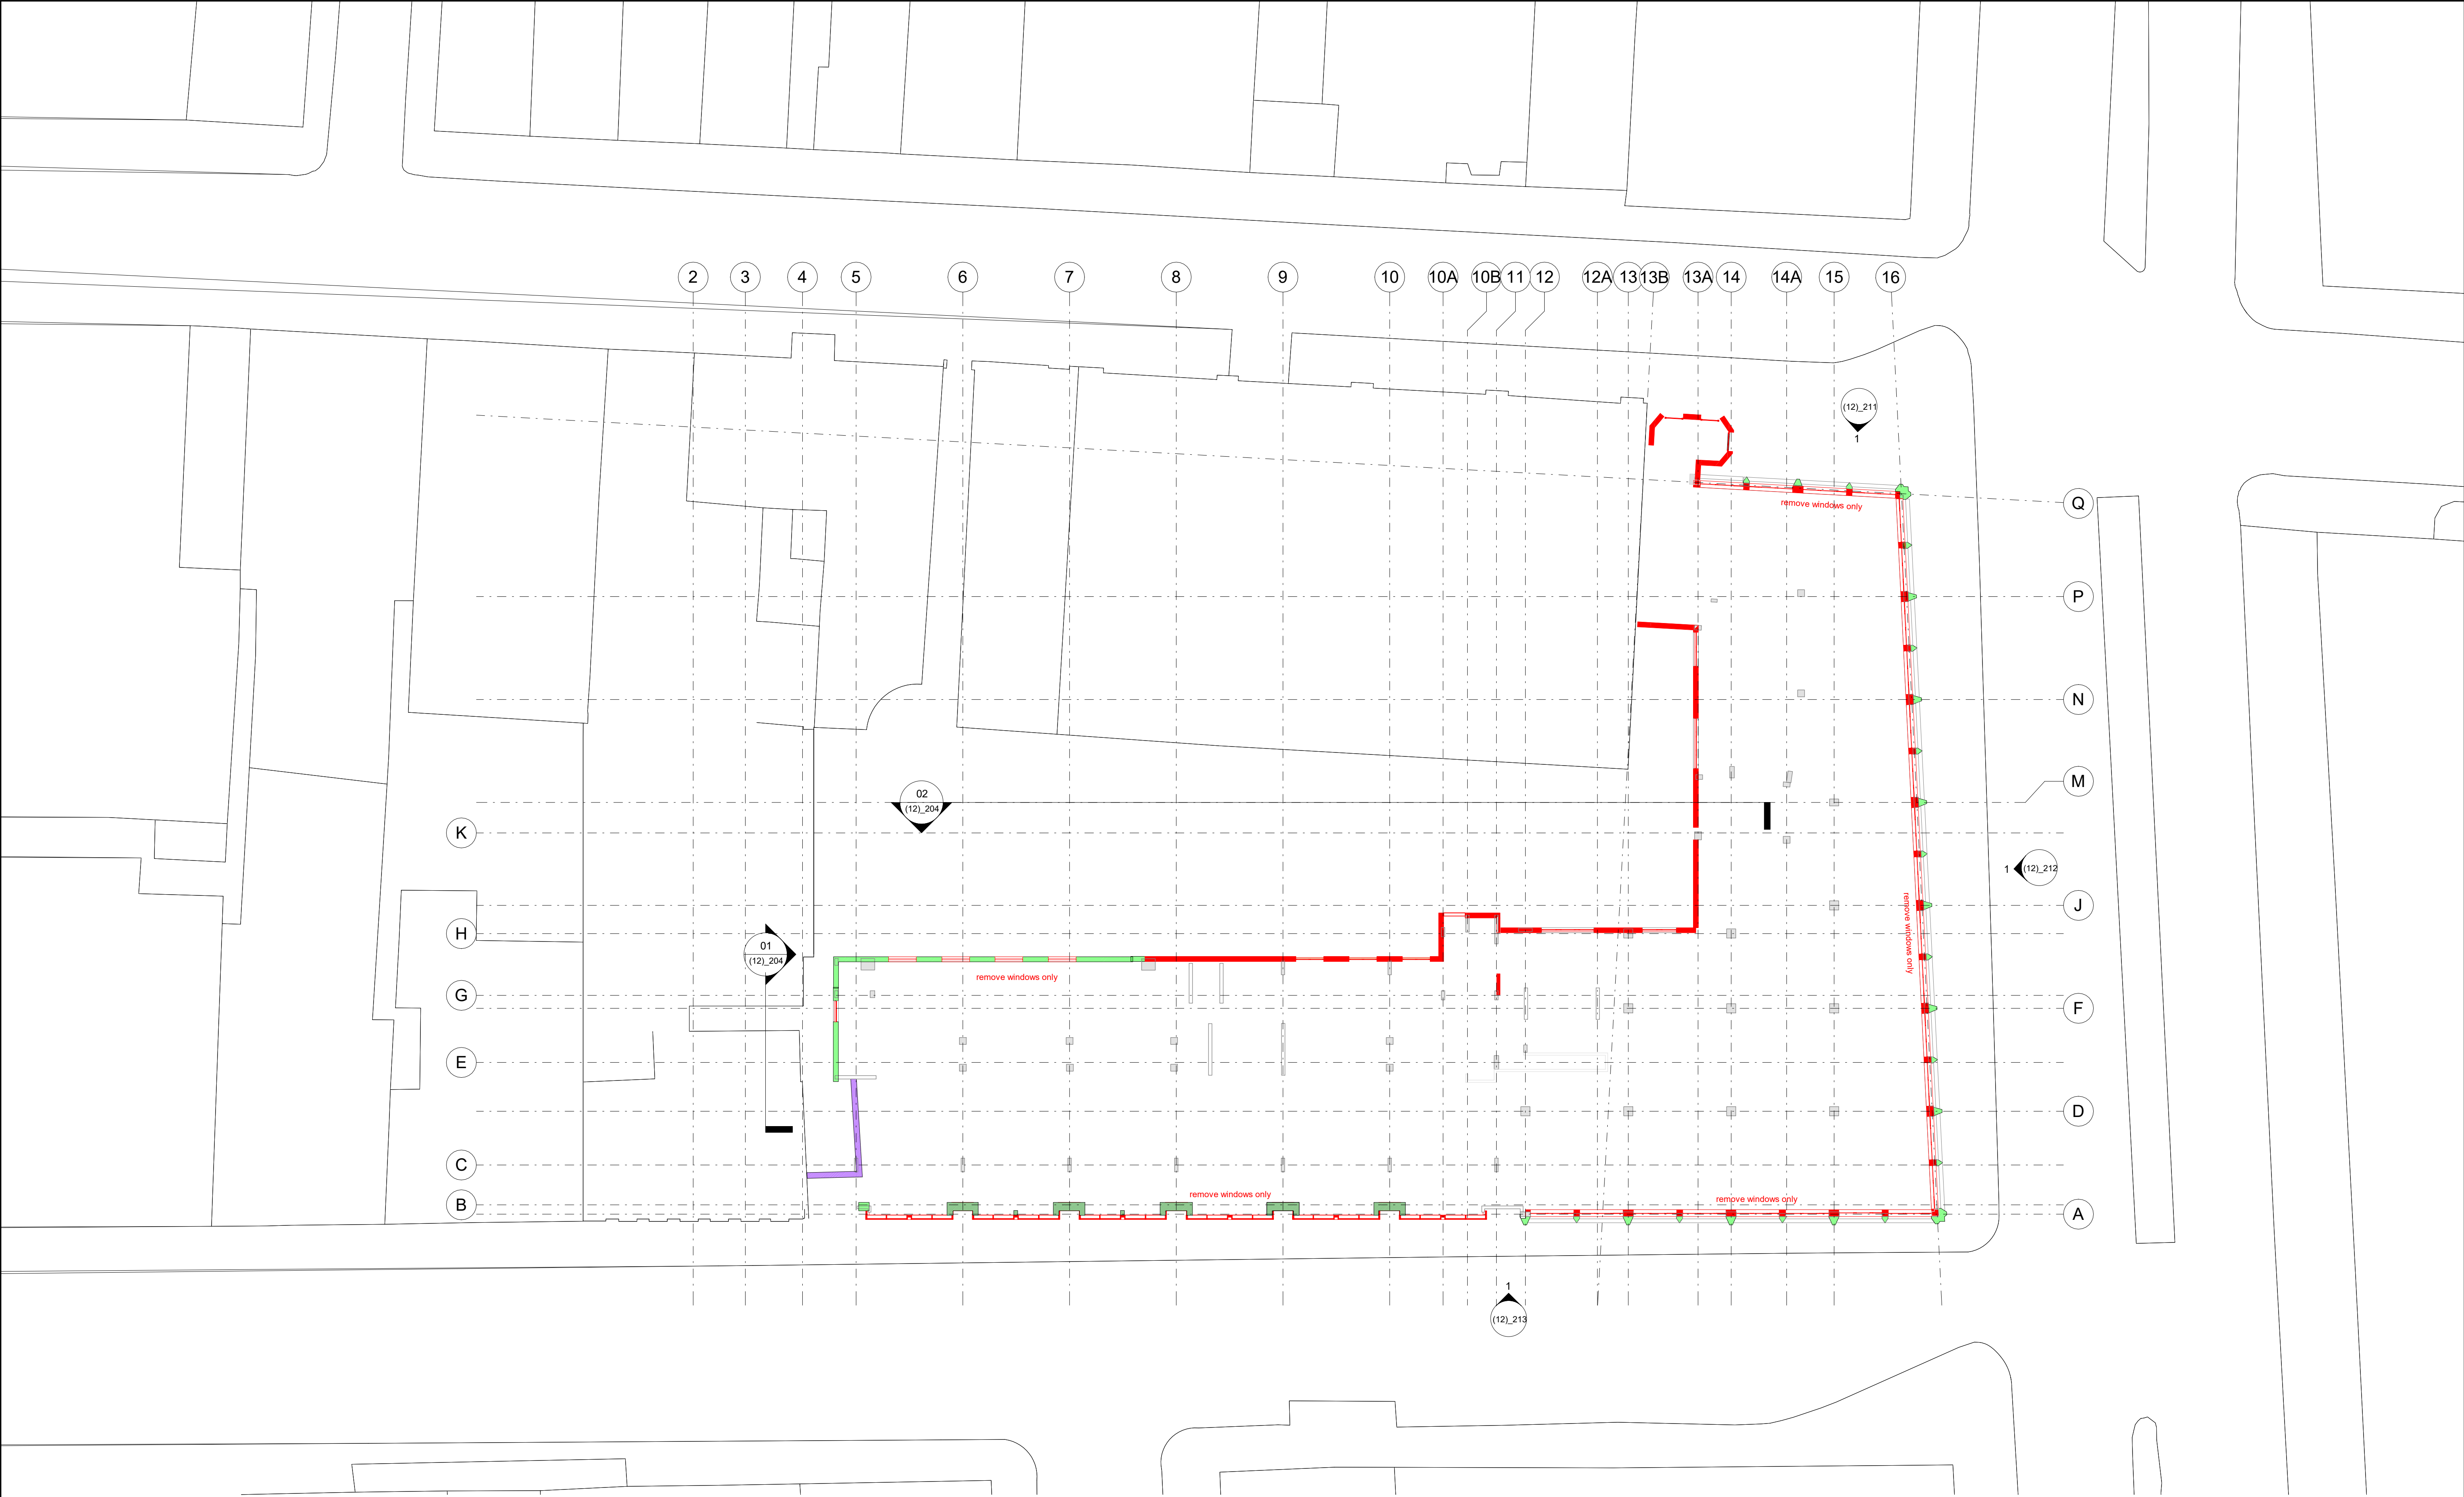 2 3 4 5 6 7 8 9 10 10A 10B 11 12 12A 13 13B 13A 14 14A 15 16
(12)_211
1
Q
remove windows only
P
N
M
02
(12)_204
K
1 (12)_212
J
remove windows only
H
01
(12)_204
remove windows only
G
F
E
D
C
remove windows only
remove windows only
B
A
1
(12)_213